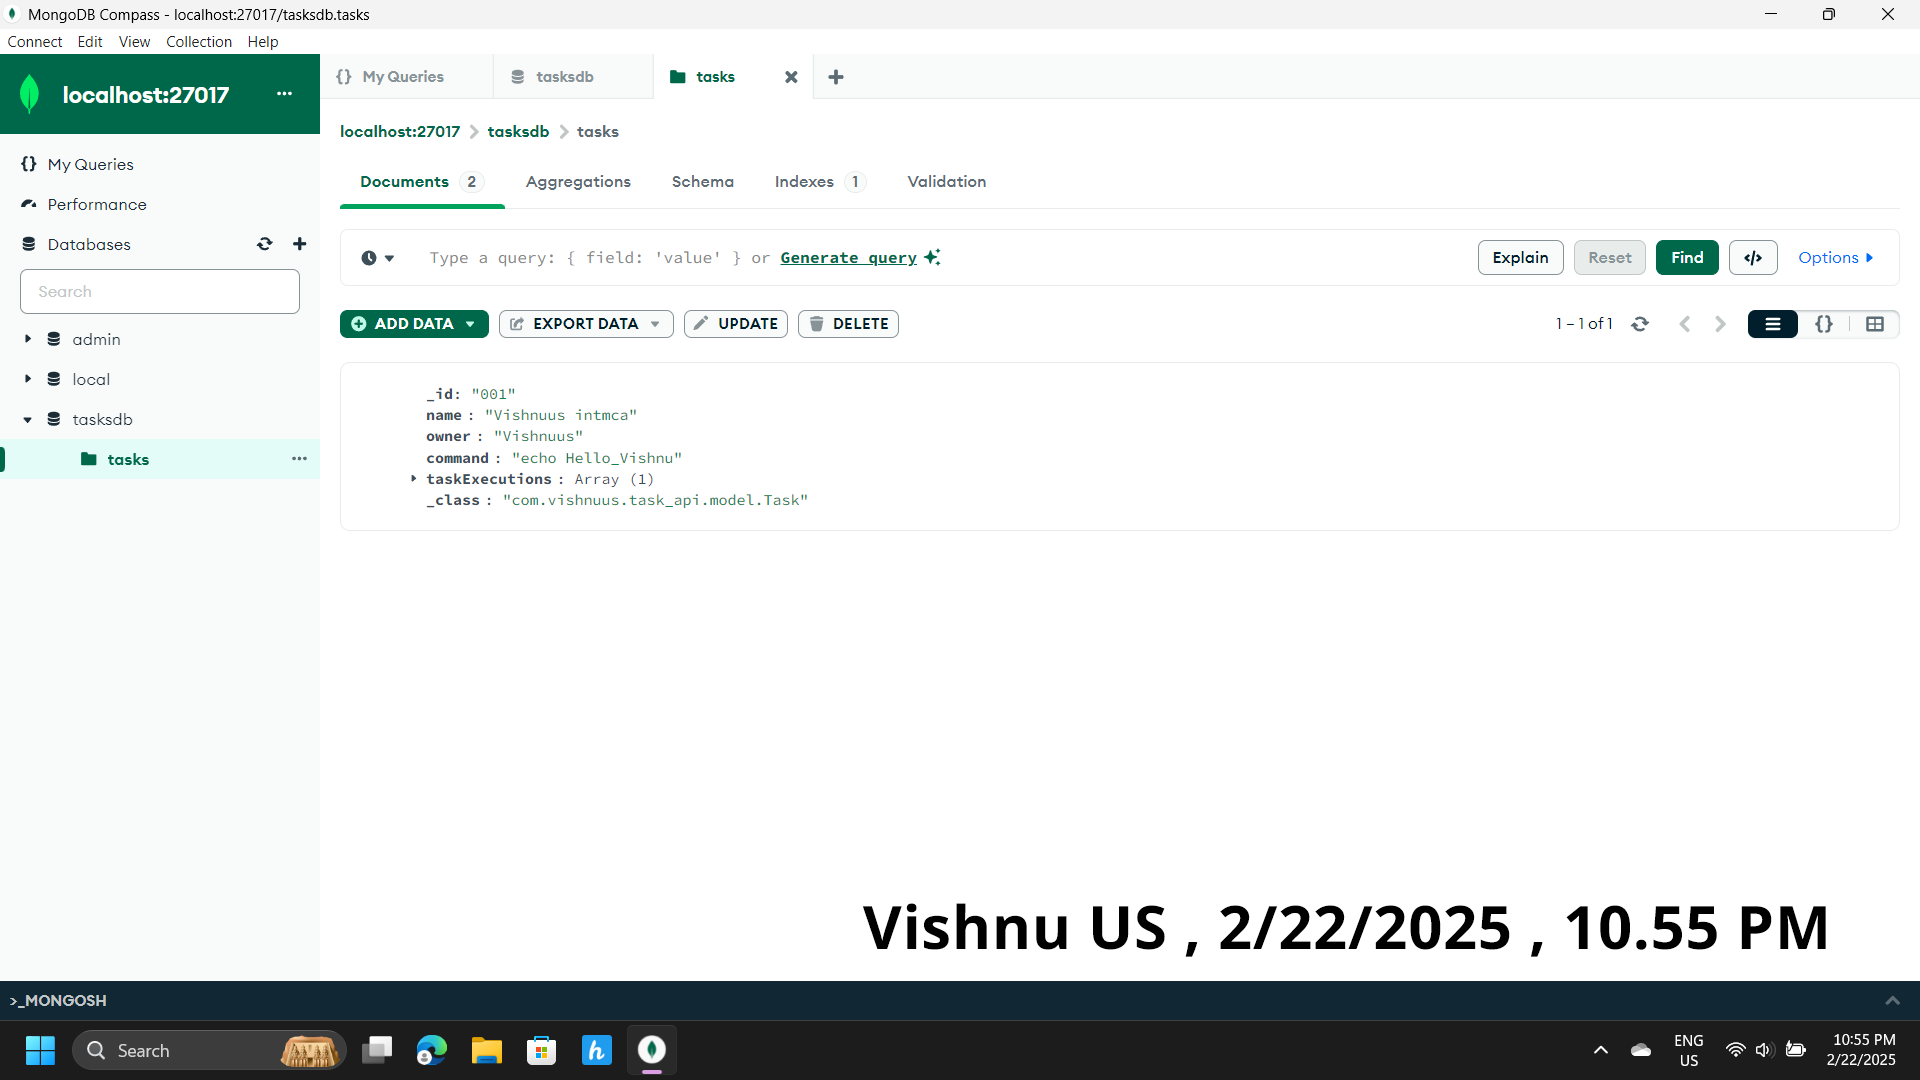 MongoDB Compass - localhost:27017/tasksdb.tasks
Connect Edit View Collection Help
localhost:27017 ...
{} My Queries
tasksdb
tasks
localhost:27017 > tasksdb > tasks
My Queries
Performance
Databases
Search
admin
local
tasksdb
tasks ...
Documents 2 Aggregations Schema Indexes 1 Validation
Type a query: { field: 'value' } or Generate query
Explain Reset Find </> Options
ADD DATA EXPORT DATA UPDATE DELETE
1 – 1 of 1 {}
_id: "001"
name : "Vishnuus intmca"
owner : "Vishnuus"
command : "echo Hello_Vishnu"
taskExecutions : Array (1)
_class : "com.vishnuus.task_api.model.Task"
Vishnu US , 2/22/2025 , 10.55 PM
>_MONGOSH
Search
h
ENG
US
10:55 PM
2/22/2025